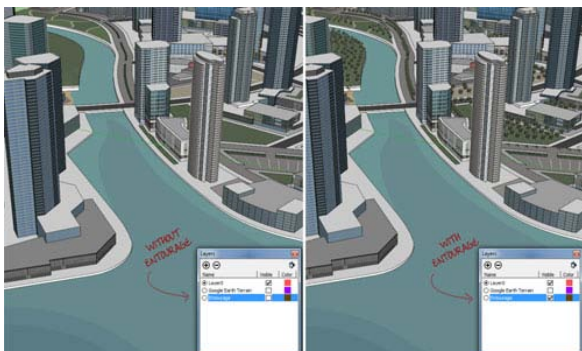 WITHOUT
ENTOURAGE
Layers
Name Visible Color
Layer0
Google Earth Terrain
Entourage
WITH
ENTOURAGE
Layers
Name Visible Color
Layer0
Google Earth Terrain
Entourage